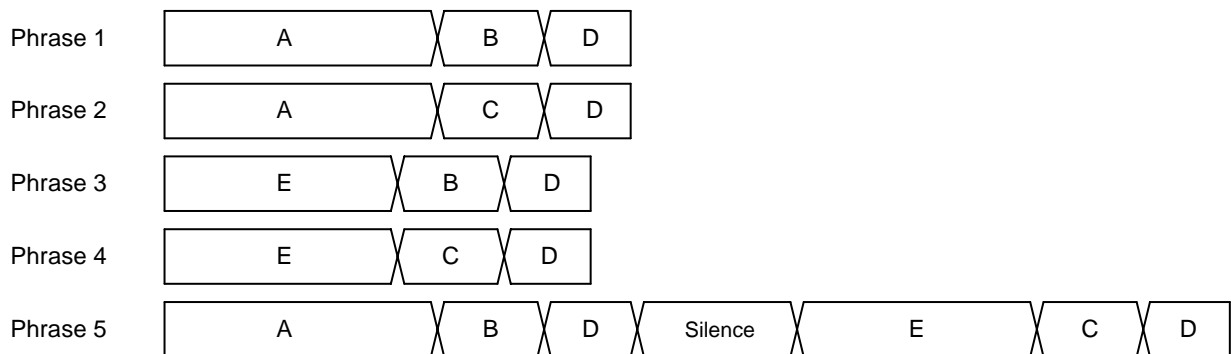 Phrase 1 A B D
Phrase 2 A C D
Phrase 3 E B D
Phrase 4 E C D
Phrase 5 A B D Silence E C D